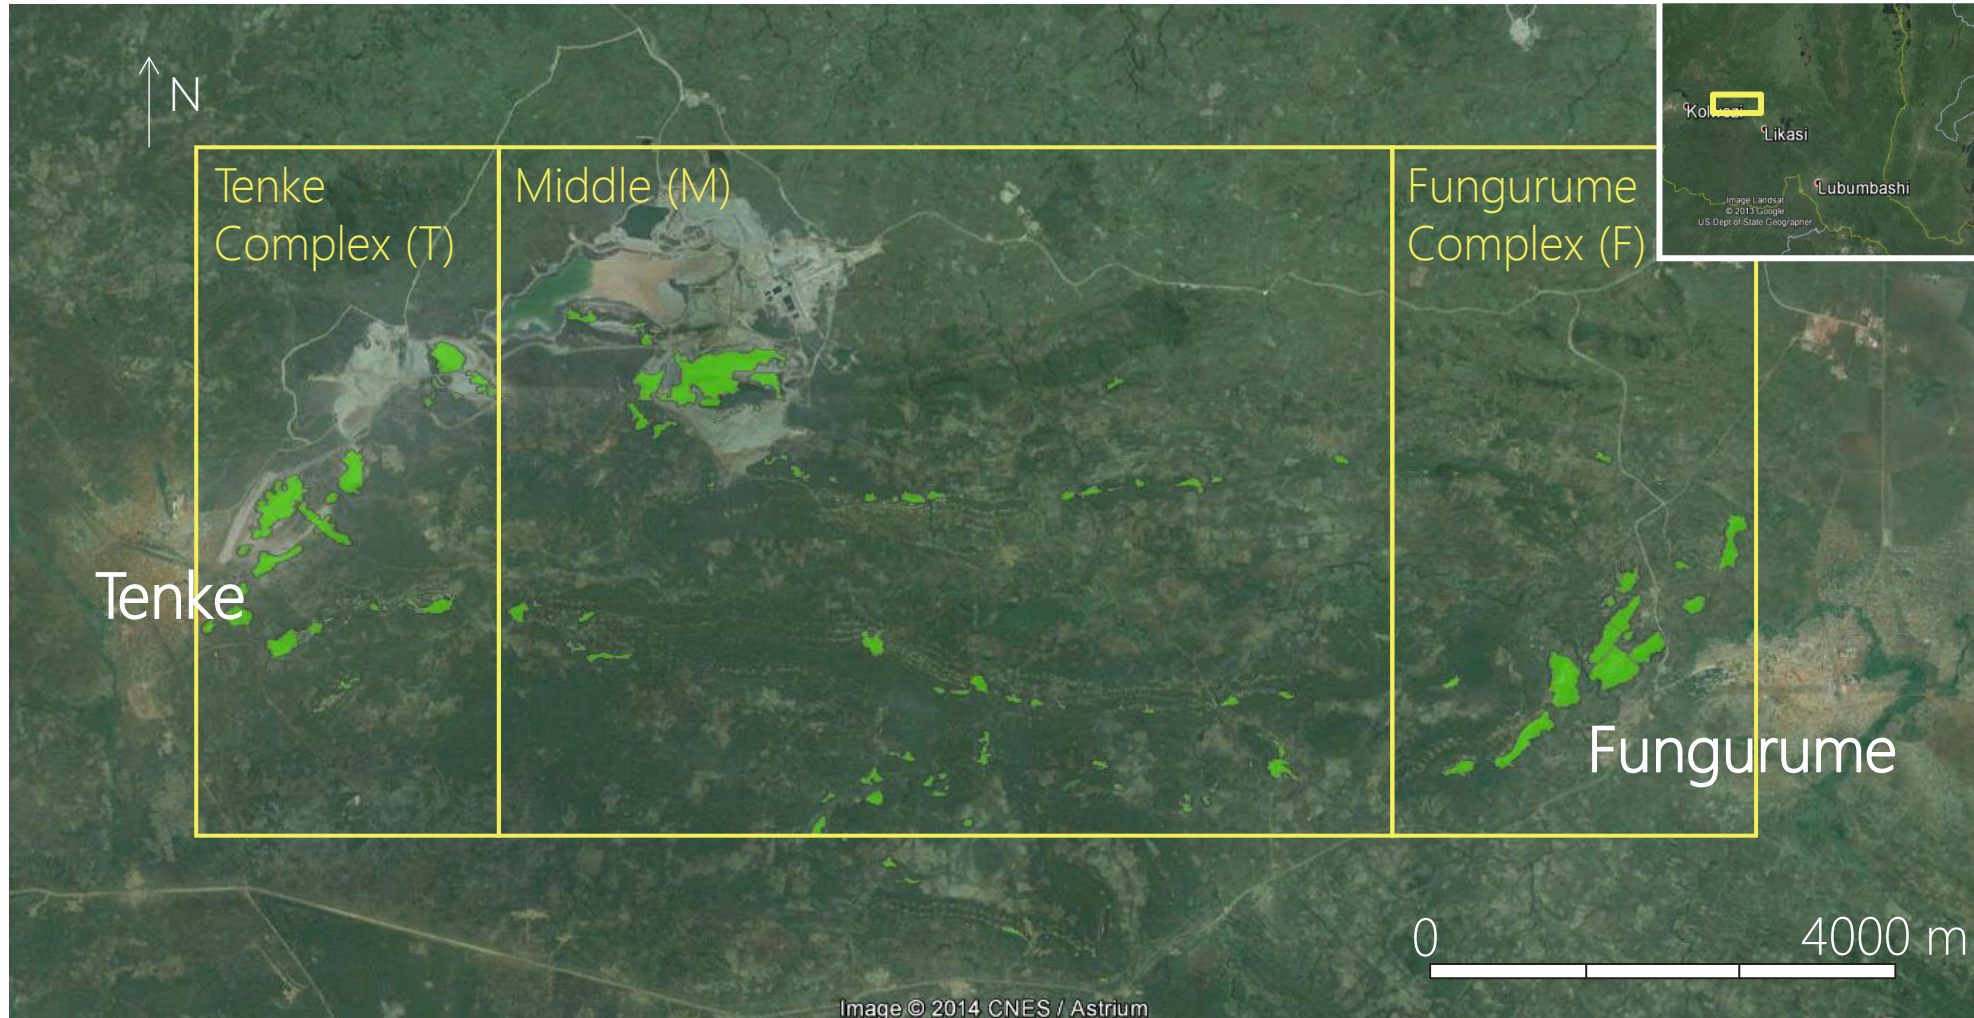 N
Tenke
Complex (T)
Middle (M)
Fungurume
Complex (F)
Kolwezi
Likasi
Lubumbashi
Image Landsat
© 2013 Google
US Dept of State Geographer
Tenke
Fungurume
0
4000 m
Image © 2014 CNES / Astrium